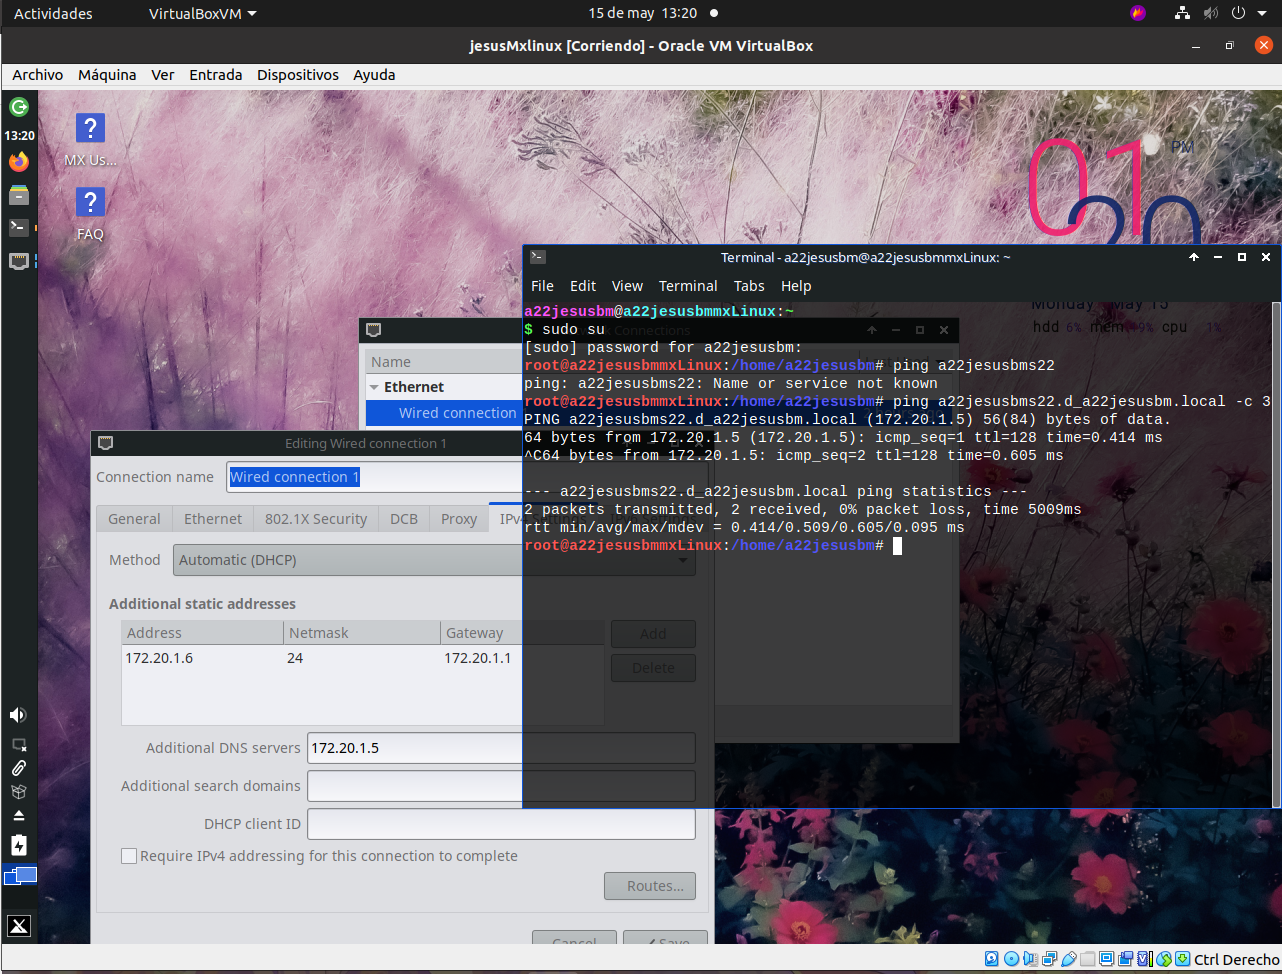 Actividades
VirtualBoxVM
15 de may 13:20
jesusMxlinux [Corriendo] - Oracle VM VirtualBox
Archivo Máquina Ver Entrada Dispositivos Ayuda
13:20
MX Us...
FAQ
01
PM
20
Monday May 15
hdd 6% mem 9% cpu 1%
Connections
Name
Ethernet
Wired connection
Editing Wired connection 1
Connection name Wired connection 1
General Ethernet 802.1X Security DCB Proxy IPv4 Settings
Method Automatic (DHCP)
Additional static addresses
Address Netmask Gateway
172.20.1.6 24 172.20.1.1
Add
Delete
Additional DNS servers 172.20.1.5
Additional search domains
DHCP client ID
Require IPv4 addressing for this connection to complete
Routes...
Cancel Save
Terminal - a22jesusbm@a22jesusbmmxLinux: ~
File Edit View Terminal Tabs Help
a22jesusbm@a22jesusbmmxLinux:~
$ sudo su
[sudo] password for a22jesusbm:
root@a22jesusbmmxLinux:/home/a22jesusbm# ping a22jesusbms22
ping: a22jesusbms22: Name or service not known
root@a22jesusbmmxLinux:/home/a22jesusbm# ping a22jesusbms22.d_a22jesusbm.local -c 3
PING a22jesusbms22.d_a22jesusbm.local (172.20.1.5) 56(84) bytes of data.
64 bytes from 172.20.1.5 (172.20.1.5): icmp_seq=1 ttl=128 time=0.414 ms
^C64 bytes from 172.20.1.5: icmp_seq=2 ttl=128 time=0.605 ms
--- a22jesusbms22.d_a22jesusbm.local ping statistics ---
2 packets transmitted, 2 received, 0% packet loss, time 5009ms
rtt min/avg/max/mdev = 0.414/0.509/0.605/0.095 ms
root@a22jesusbmmxLinux:/home/a22jesusbm#
Ctrl Derecho